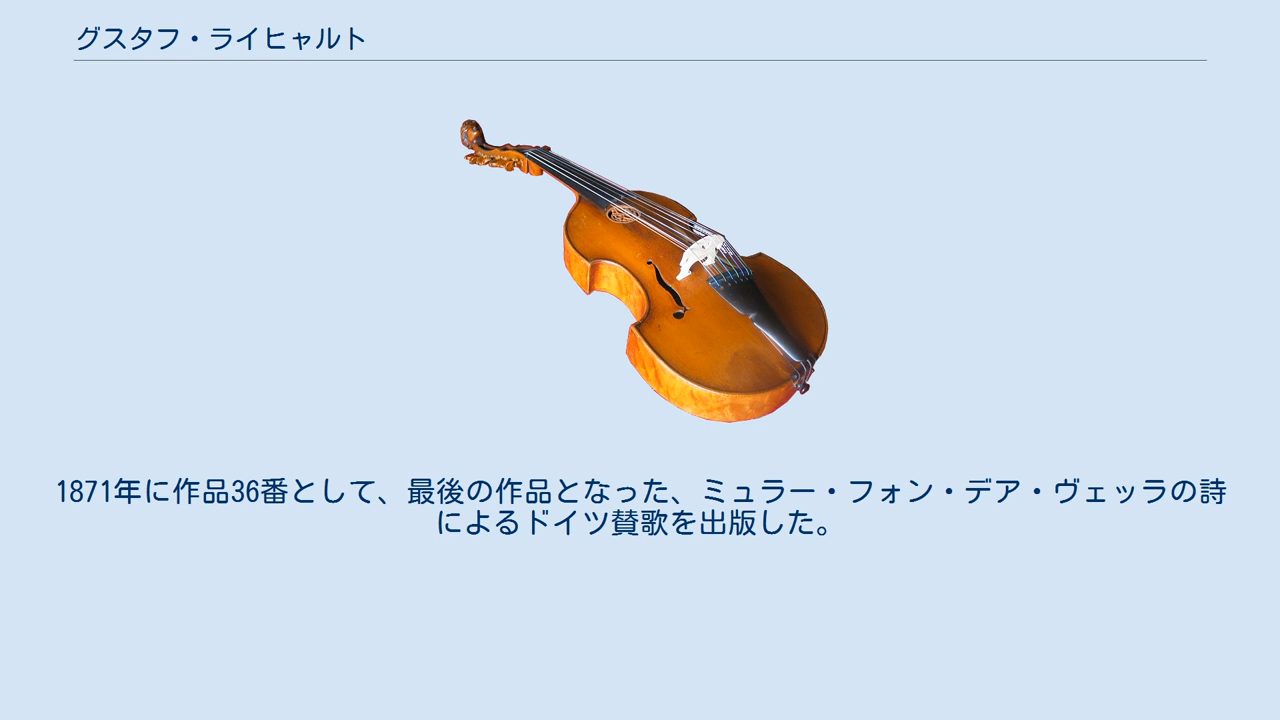 グスタフ・ライヒャルト
1871年に作品36番として、最後の作品となった、ミュラー・フォン・デア・ヴェッラの詩
によるドイツ賛歌を出版した。